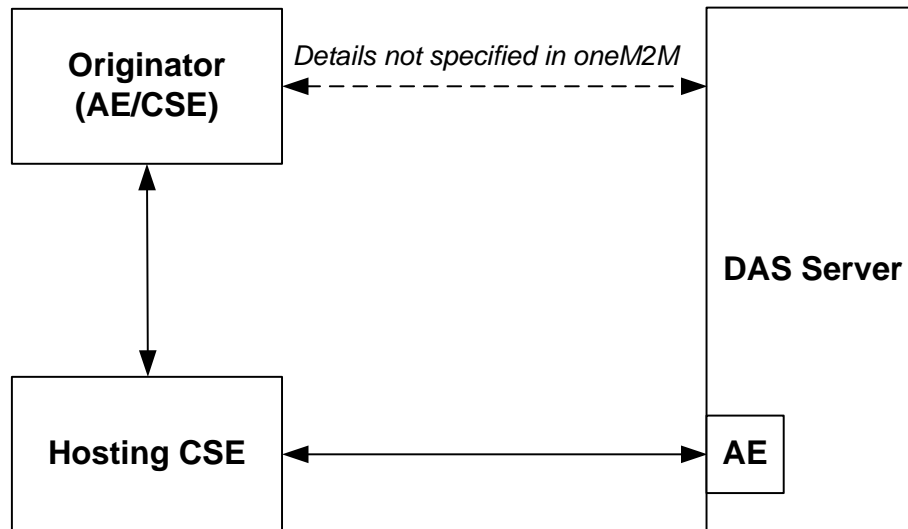 Originator
(AE/CSE)
Details not specified in oneM2M
DAS Server
Hosting CSE
AE